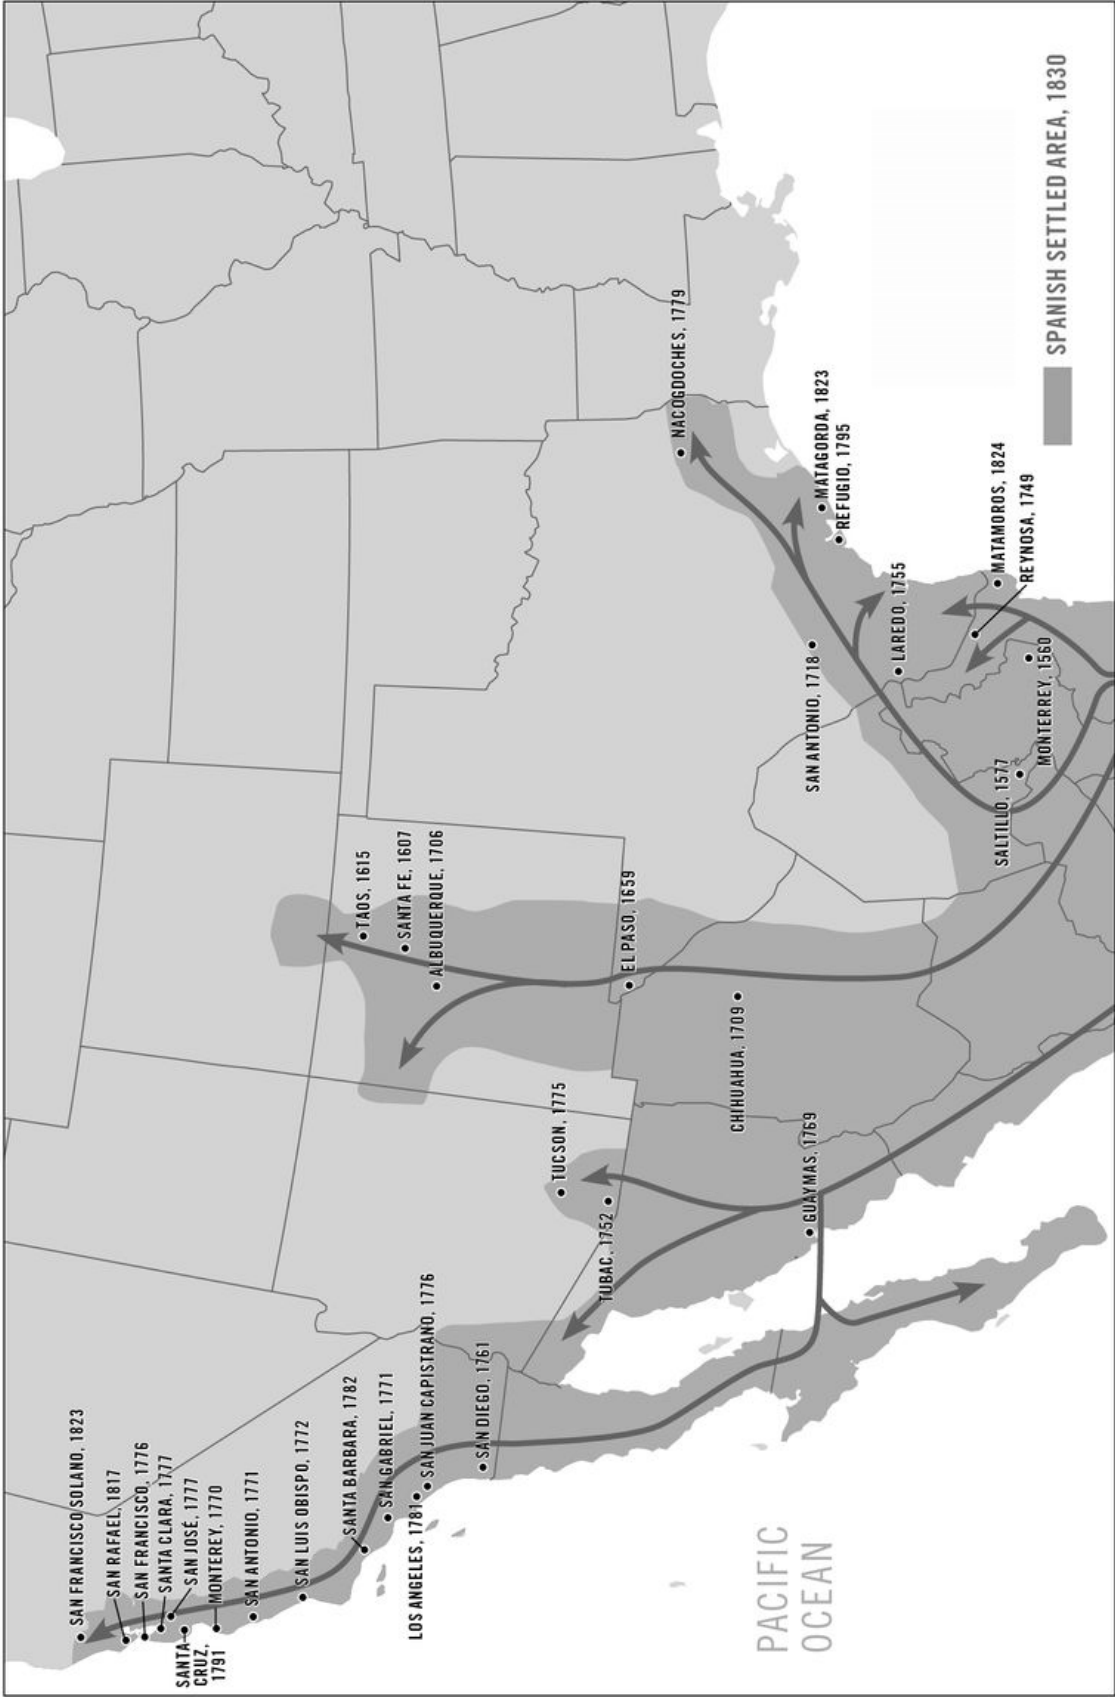 SAN FRANCISCO SOLANO, 1823
SAN RAFAEL, 1817
SAN FRANCISCO, 1776
SANTA CLARA, 1777
SAN JOSÉ, 1777
SANTA
CRUZ,
1791
MONTEREY, 1770
SAN ANTONIO, 1771
SAN LUIS OBISPO, 1772
SANTA BARBARA, 1782
SAN GABRIEL, 1771
LOS ANGELES, 1781
SAN JUAN CAPISTRANO, 1776
SAN DIEGO, 1761
TUCSON, 1775
TUBAC, 1752
GUAYMAS, 1769
TAOS, 1615
SANTA FE, 1607
ALBUQUERQUE, 1706
EL PASO, 1659
CHIHUAHUA, 1709
NACOGDOCHES, 1779
SAN ANTONIO, 1718
MATAGORDA, 1823
REFUGIO, 1795
LAREDO, 1755
MATAMOROS, 1824
REYNOSA, 1749
MONTERREY, 1560
SALTILLO, 1577
PACIFIC
OCEAN
SPANISH SETTLED AREA, 1830